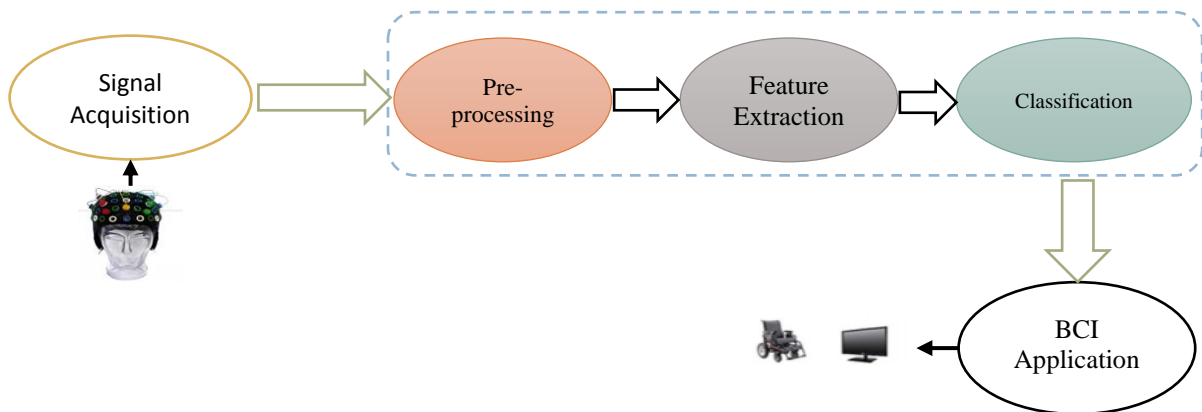 Signal
Acquisition
Pre-
processing
Feature
Extraction
Classification
BCI
Application